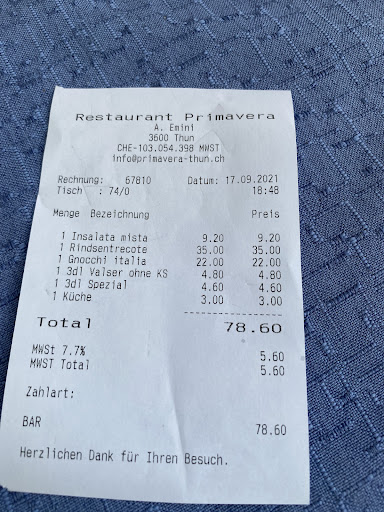 Restaurant Primavera
A. Emini
3600 Thun
CHE-103.054.398 MWST
info@primavera-thun.ch
Rechnung: 67810 Datum: 17.09.2021
Tisch : 74/0 18:48
Menge Bezeichnung Preis
1 Insalata mista 9.20 9.20
1 Rindsentrecote 35.00 35.00
1 Gnocchi italia 22.00 22.00
1 3dl Valser ohne KS 4.80 4.80
1 3dl Spezial 4.60 4.60
1 Küche 3.00 3.00
Total 78.60
MWSt 7.7% 5.60
MWST Total 5.60
Zahlart:
BAR 78.60
Herzlichen Dank für Ihren Besuch.